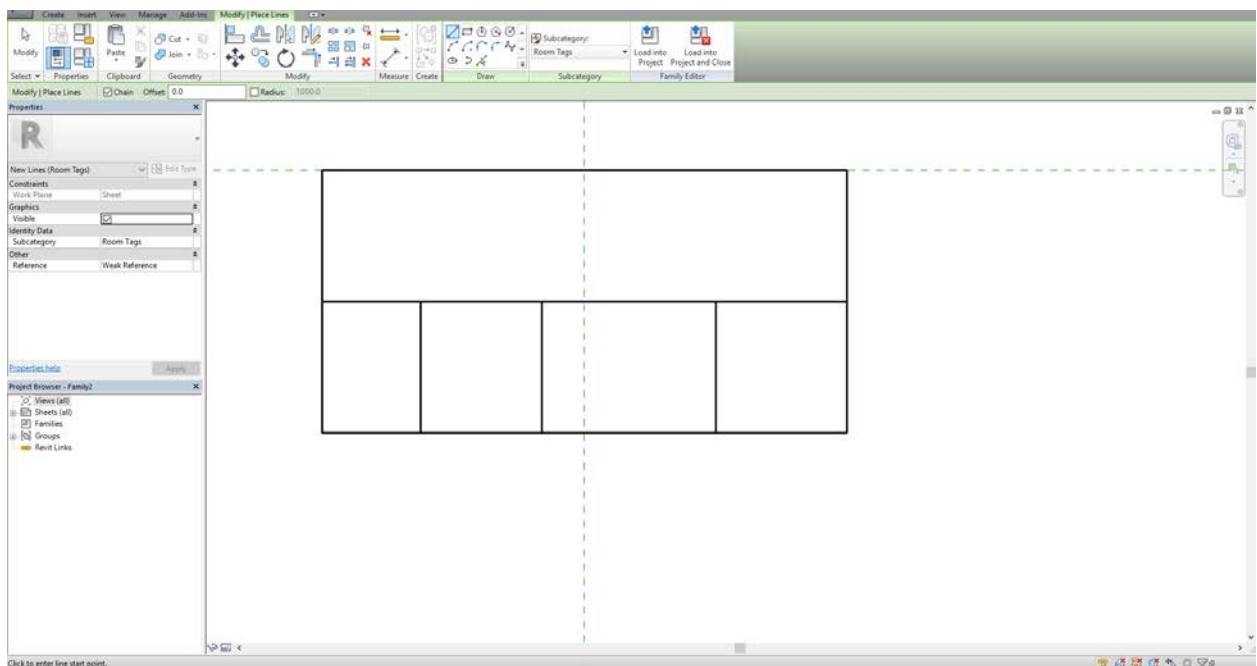 Create Insert View Manage Add-Ins Modify | Place Lines
Modify
Paste
Cut
Join
Subcategory:
Room Tags
Load into Project
Load into Project and Close
Select Properties Clipboard Geometry Modify Measure Create Draw Subcategory Family Editor
Modify | Place Lines Chain Offset: 0.0 Radius: 1000.0
Properties
R
New Lines (Room Tags) Edit Type
Constraints
Work Plane Sheet
Graphics
Visible
Identity Data
Subcategory Room Tags
Other
Reference Weak Reference
Properties help Apply
Project Browser - Family2
Views (all)
Sheets (all)
Families
Groups
Revit Links
Click to enter line start point.